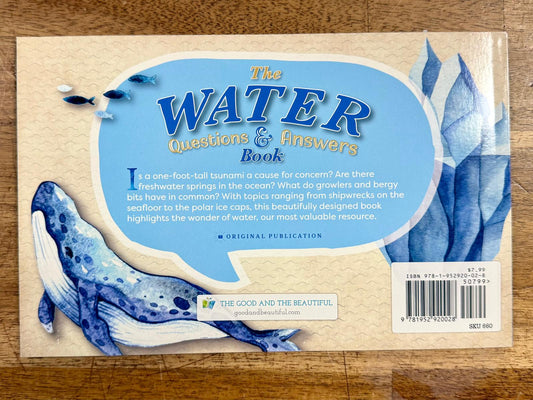 The
WATER
Questions & Answers
Book
Is a one-foot-tall tsunami a cause for concern? Are there
freshwater springs in the ocean? What do growlers and bergy
bits have in common? With topics ranging from shipwrecks on the
seafloor to the polar ice caps, this beautifully designed book
highlights the wonder of water, our most valuable resource.
ORIGINAL PUBLICATION
THE GOOD AND THE BEAUTIFUL
goodandbeautiful.com
$7.99
ISBN 978-1-952920-02-8
50799>
9 781952 920028
SKU 660